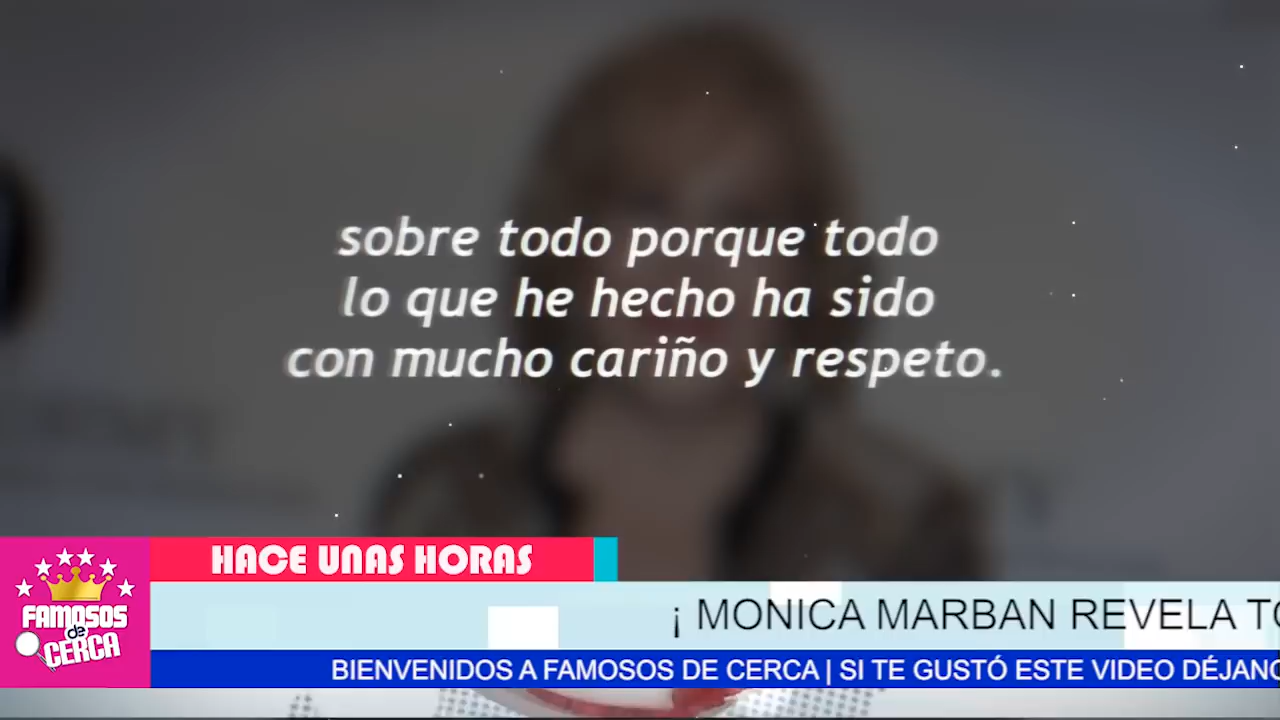 sobre todo porque todo
lo que he hecho ha sido
con mucho cariño y respeto.
HACE UNAS HORAS
FAMOSOS
de
CERCA
¡ MONICA MARBAN REVELA
BIENVENIDOS A FAMOSOS DE CERCA | SI TE GUSTÓ ESTE VIDEO